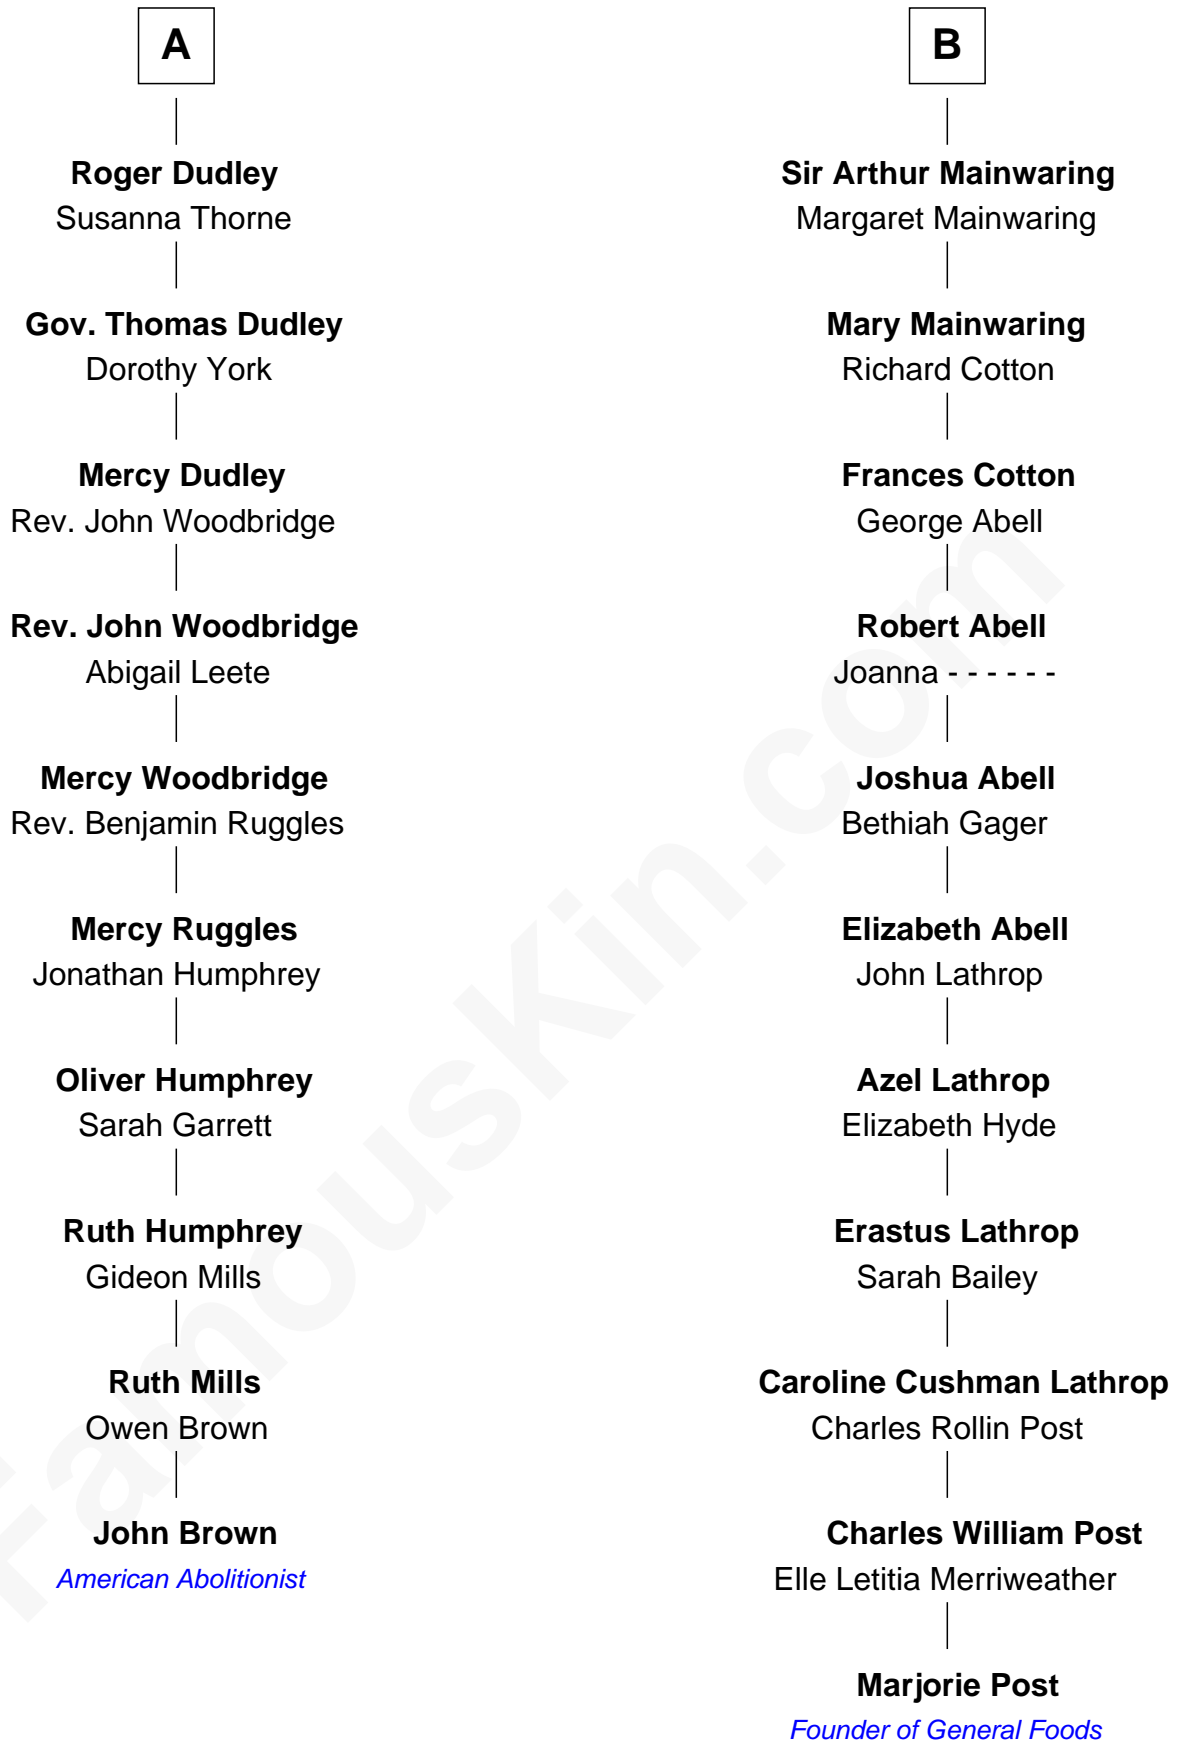 A
Roger Dudley
Susanna Thorne
Gov. Thomas Dudley
Dorothy York
Mercy Dudley
Rev. John Woodbridge
Rev. John Woodbridge
Abigail Leete
Mercy Woodbridge
Rev. Benjamin Ruggles
Mercy Ruggles
Jonathan Humphrey
Oliver Humphrey
Sarah Garrett
Ruth Humphrey
Gideon Mills
Ruth Mills
Owen Brown
John Brown
American Abolitionist
B
Sir Arthur Mainwaring
Margaret Mainwaring
Mary Mainwaring
Richard Cotton
Frances Cotton
George Abell
Robert Abell
Joanna - - - - - -
Joshua Abell
Bethiah Gager
Elizabeth Abell
John Lathrop
Azel Lathrop
Elizabeth Hyde
Erastus Lathrop
Sarah Bailey
Caroline Cushman Lathrop
Charles Rollin Post
Charles William Post
Elle Letitia Merriweather
Marjorie Post
Founder of General Foods
FamousKin.com